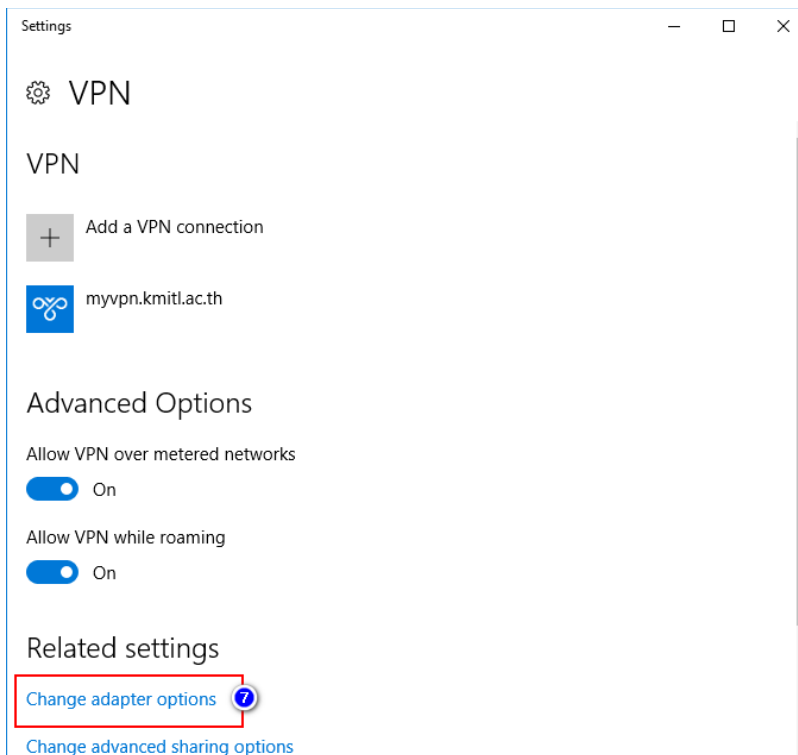 Settings
VPN
VPN
Add a VPN connection
myvpn.kmitl.ac.th
Advanced Options
Allow VPN over metered networks
On
Allow VPN while roaming
On
Related settings
Change adapter options 7
Change advanced sharing options